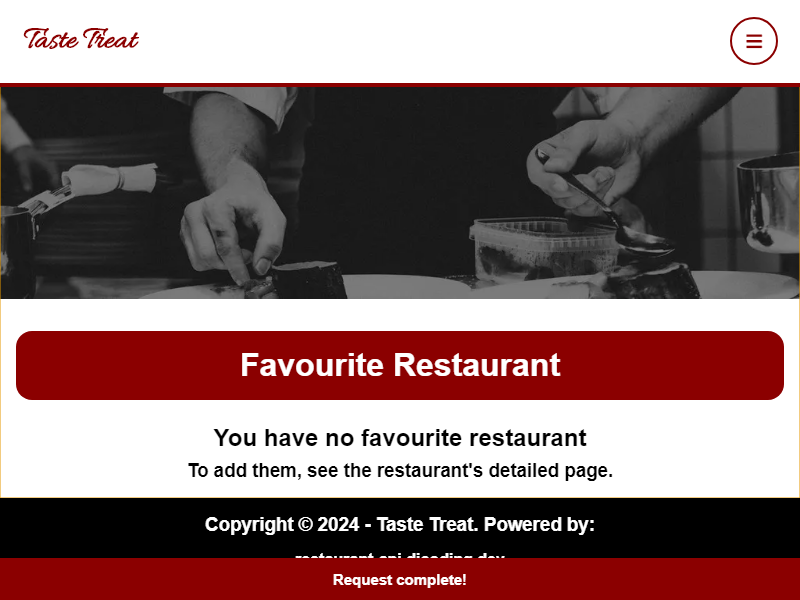 Taste Treat
Favourite Restaurant
You have no favourite restaurant
To add them, see the restaurant's detailed page.
Copyright © 2024 - Taste Treat. Powered by:
restaurant-api.dicoding.dev
Request complete!